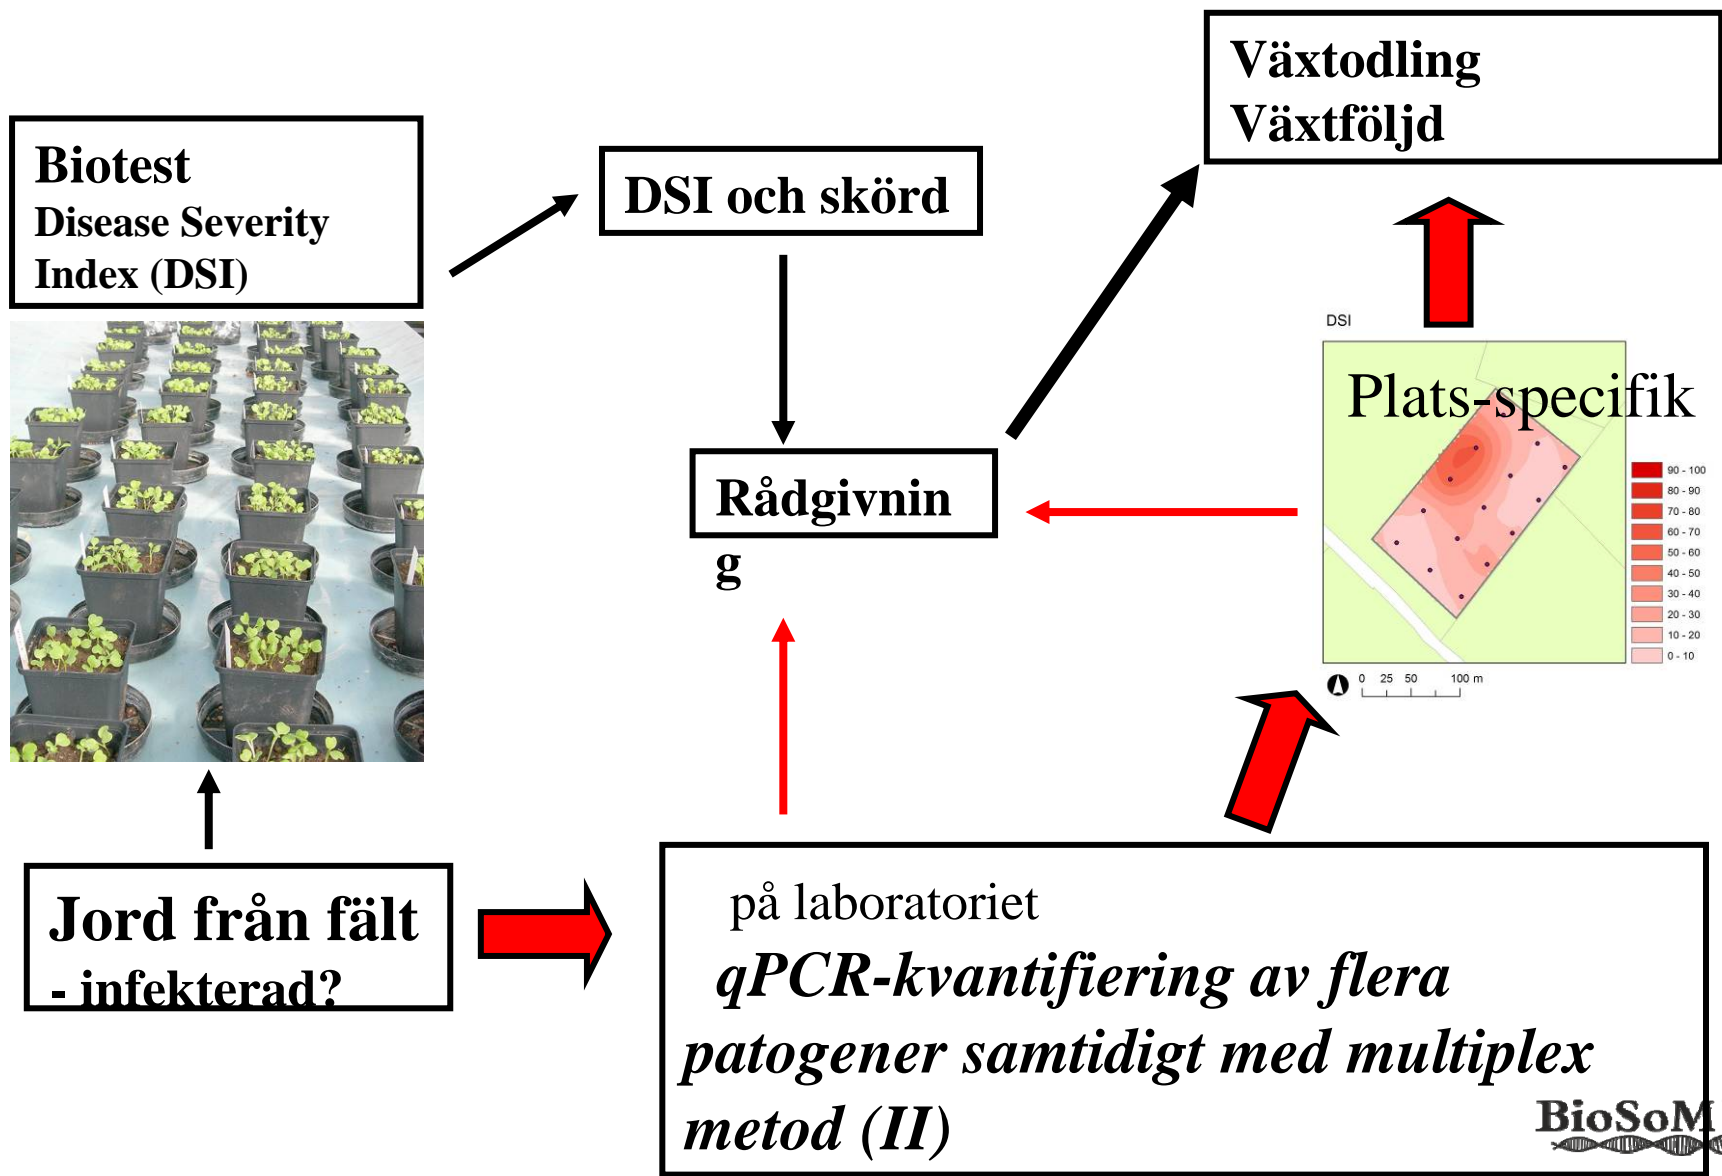 Växtodling
Växtföljd
Biotest
Disease Severity
Index (DSI)
DSI och skörd
DSI
Plats-specifik
90 - 100
80 - 90
70 - 80
60 - 70
50 - 60
40 - 50
30 - 40
20 - 30
10 - 20
0 - 10
0 25 50 100 m
Rådgivnin
g
Jord från fält
- infekterad?
på laboratoriet
qPCR-kvantifiering av flera
patogener samtidigt med multiplex
metod (II)
BioSoM